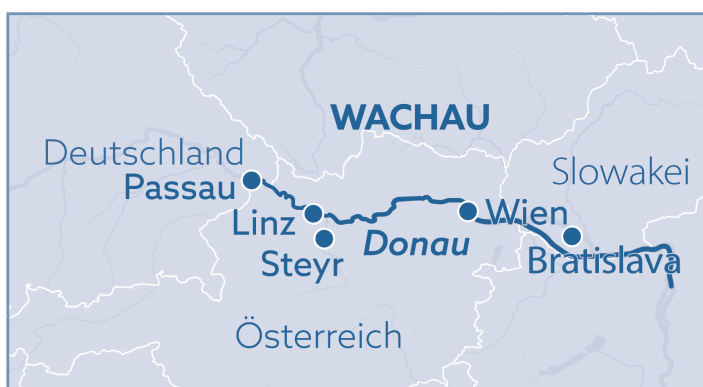 WACHAU
Deutschland
Passau
Slowakei
Linz
Wien
Donau
Steyr
Bratislava
Österreich